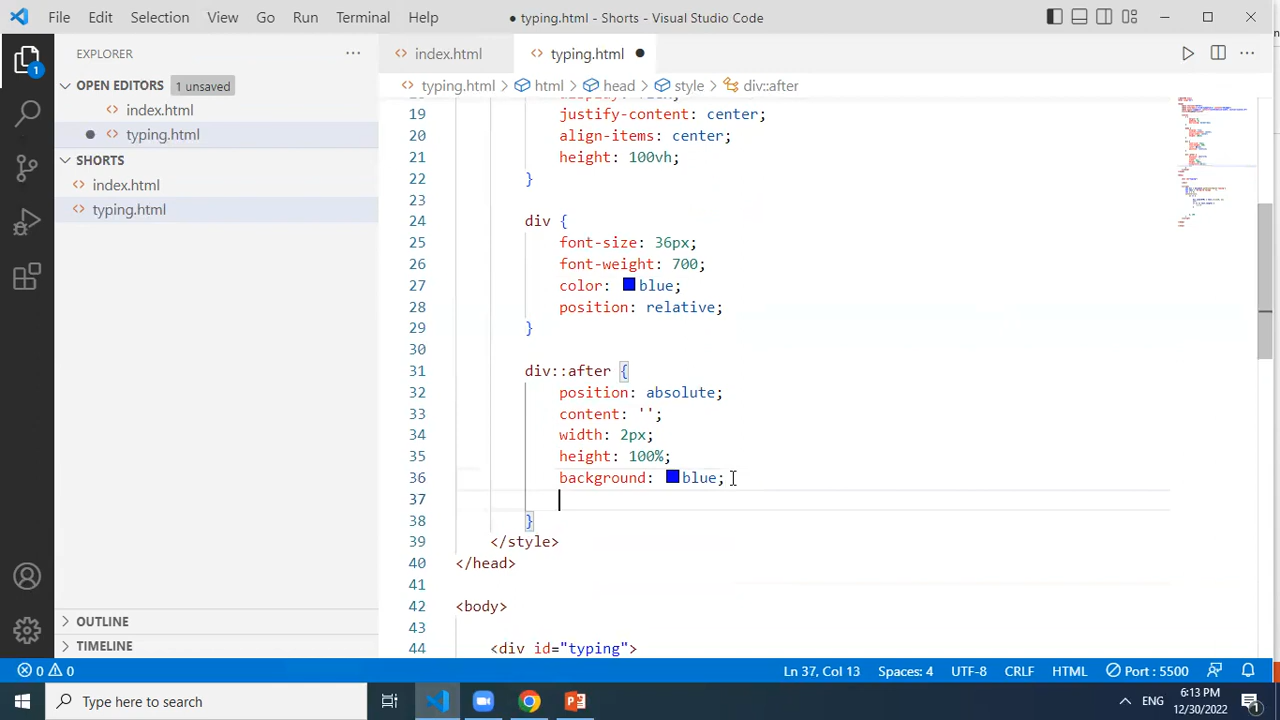 File Edit Selection View Go Run Terminal Help
● typing.html - Shorts - Visual Studio Code
EXPLORER
OPEN EDITORS 1 unsaved
index.html
typing.html
SHORTS
index.html
typing.html
OUTLINE
TIMELINE
1
index.html typing.html
typing.html html head style div::after
19 justify-content: center;
20 align-items: center;
21 height: 100vh;
22 }
23
24 div {
25 font-size: 36px;
26 font-weight: 700;
27 color: blue;
28 position: relative;
29 }
30
31 div::after {
32 position: absolute;
33 content: '';
34 width: 2px;
35 height: 100%;
36 background: blue;
37
38 }
39 </style>
40 </head>
41
42 <body>
43
44 <div id="typing">
0 0 Ln 37, Col 13 Spaces: 4 UTF-8 CRLF HTML Port : 5500
Type here to search ENG 6:13 PM
12/30/2022 1